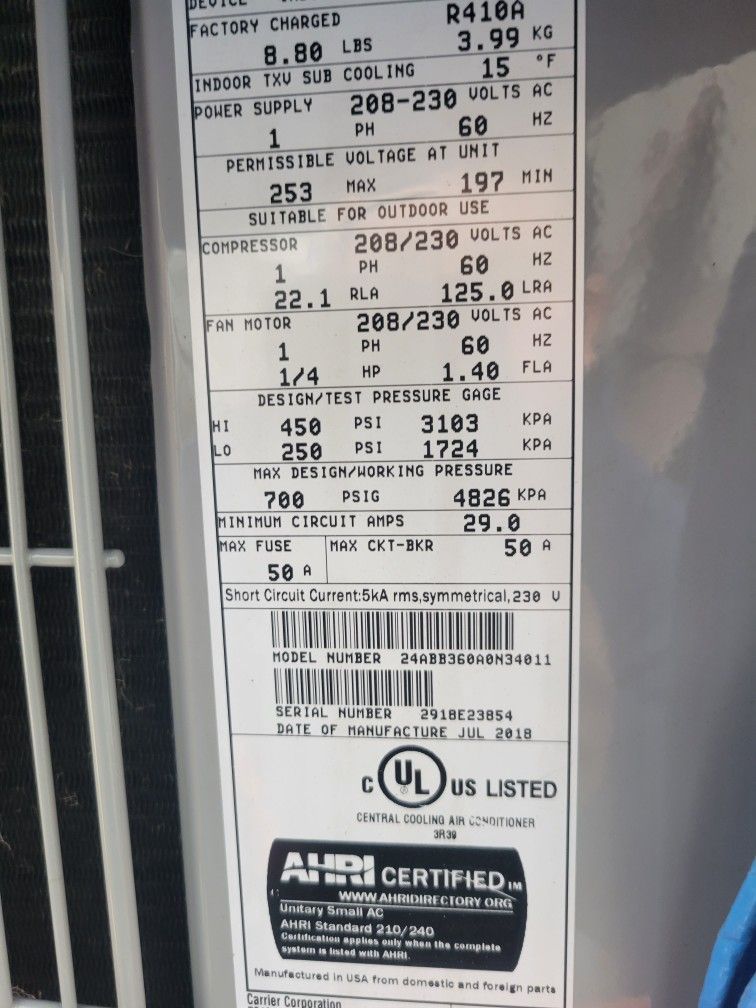 DEVICE
FACTORY CHARGED R410A
8.80 LBS 3.99 KG
INDOOR TXV SUB COOLING 15 °F
POWER SUPPLY 208-230 VOLTS AC
1 PH 60 HZ
PERMISSIBLE VOLTAGE AT UNIT
253 MAX 197 MIN
SUITABLE FOR OUTDOOR USE
COMPRESSOR 208/230 VOLTS AC
1 PH 60 HZ
22.1 RLA 125.0 LRA
FAN MOTOR 208/230 VOLTS AC
1 PH 60 HZ
1/4 HP 1.40 FLA
DESIGN/TEST PRESSURE GAGE
HI 450 PSI 3103 KPA
LO 250 PSI 1724 KPA
MAX DESIGN/WORKING PRESSURE
700 PSIG 4826 KPA
MINIMUM CIRCUIT AMPS 29.0
MAX FUSE MAX CKT-BKR 50 A
50 A
Short Circuit Current:5kA rms,symmetrical,230 V
MODEL NUMBER 24ABB360A0N34011
SERIAL NUMBER 2918E23854
DATE OF MANUFACTURE JUL 2018
C UL US LISTED
CENTRAL COOLING AIR CONDITIONER
3R39
AHRI CERTIFIED TM
WWW.AHRIDIRECTORY.ORG
Unitary Small AC
AHRI Standard 210/240
Certification applies only when the complete
system is listed with AHRI.
Manufactured in USA from domestic and foreign parts
Carrier Corporation